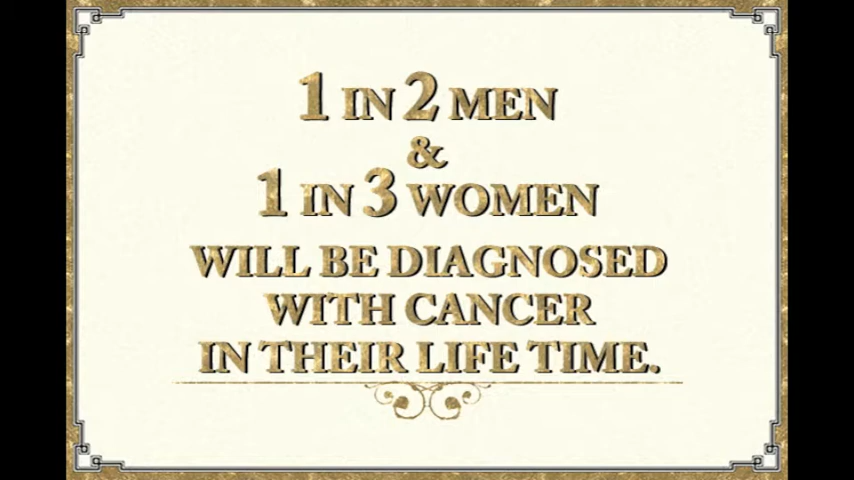 1 IN 2 MEN
&
1 IN 3 WOMEN
WILL BE DIAGNOSED
WITH CANCER
IN THEIR LIFE TIME.